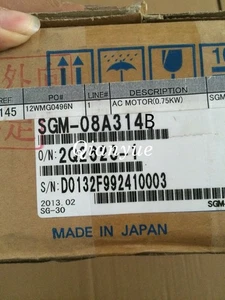 REF PO# LINE# DESCRIPTION
145 12WMG0496N 1 AC MOTOR(0.75KW) SGM
SGM-08A314B
O/N:
S/N: D0132F992410003
2013.02
SG-30
MADE IN JAPAN
SGM-